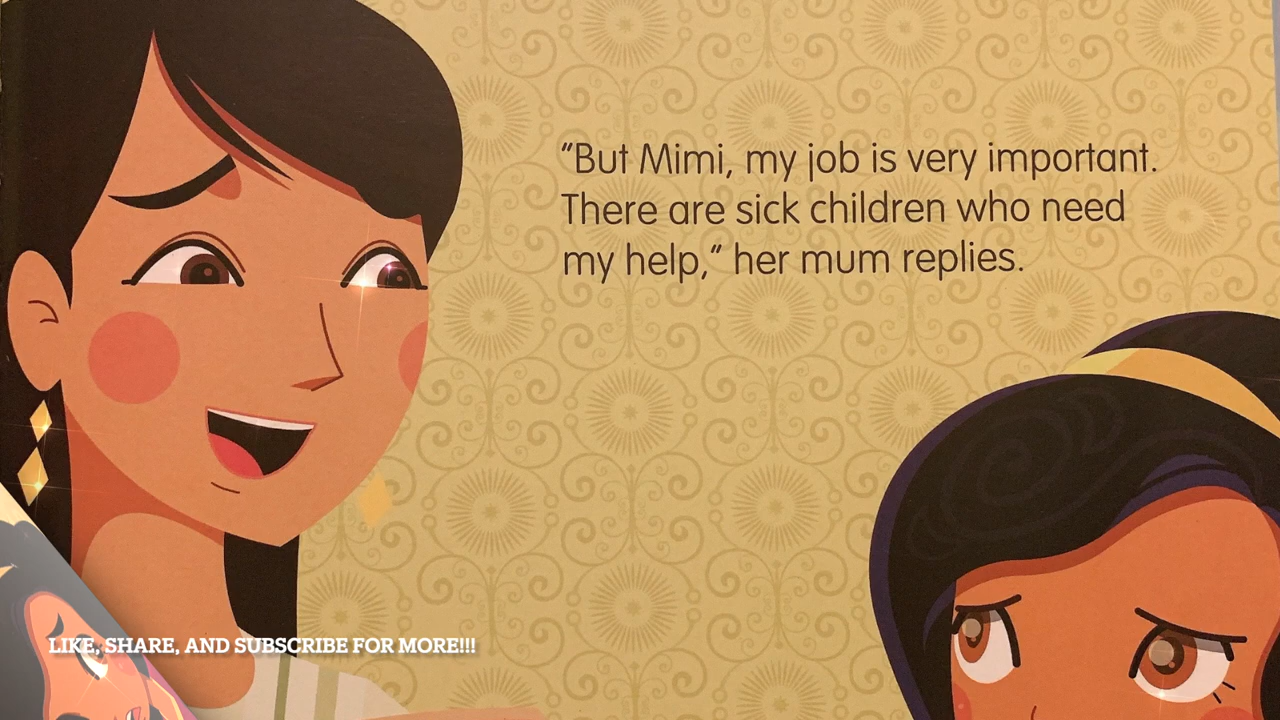 “But Mimi, my job is very important.
There are sick children who need
my help,” her mum replies.
LIKE, SHARE, AND SUBSCRIBE FOR MORE!!!